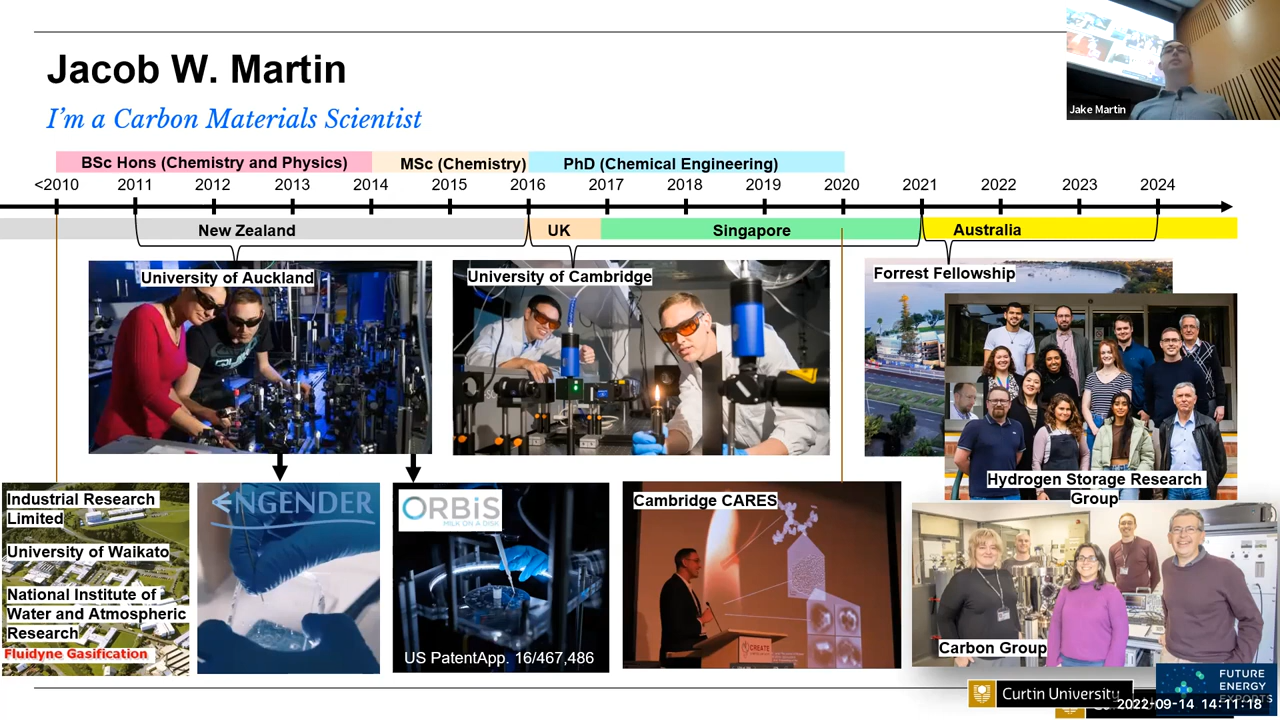 Jacob W. Martin
I'm a Carbon Materials Scientist
Jake Martin
BSc Hons (Chemistry and Physics)
MSc (Chemistry)
PhD (Chemical Engineering)
<2010 2011 2012 2013 2014 2015 2016 2017 2018 2019 2020 2021 2022 2023 2024
New Zealand
UK
Singapore
Australia
University of Auckland
University of Cambridge
Forrest Fellowship
Hydrogen Storage Research
Group
Industrial Research
Limited
University of Waikato
National Institute of
Water and Atmospheric
Research
Fluidyne Gasification
ENGENDER
ORBIS
MILK ON A DISK
US PatentApp. 16/467,486
Cambridge CARES
CREATE
Carbon Group
Curtin University
FUTURE
ENERGY
EXPORTS
2022-09-14 14:11:18